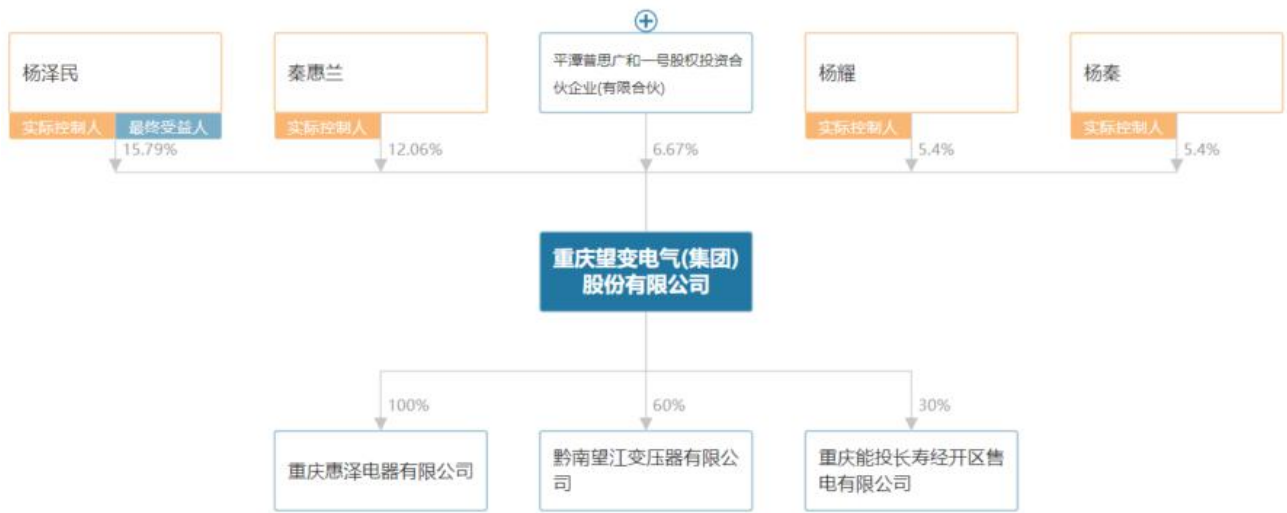 杨泽民
实际控制人
最终受益人
15.79%
秦惠兰
实际控制人
12.06%
平潭普思广和一号股权投资合
伙企业(有限合伙)
6.67%
杨耀
实际控制人
5.4%
杨秦
实际控制人
5.4%
重庆望变电气(集团)
股份有限公司
100%
重庆惠泽电器有限公司
60%
黔南望江变压器有限公
司
30%
重庆能投长寿经开区售
电有限公司